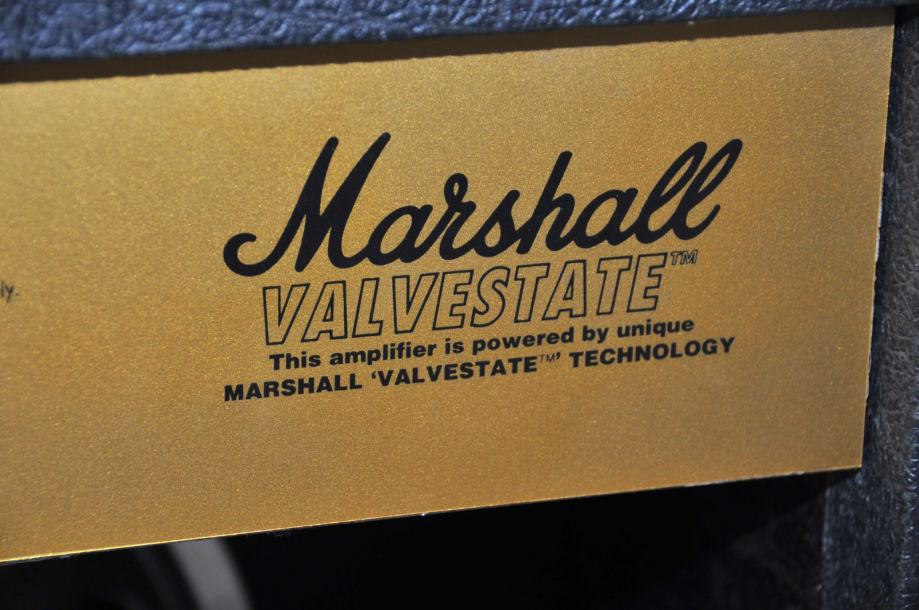 Marshall
VALVESTATE™
This amplifier is powered by unique
MARSHALL ‘VALVESTATE™’ TECHNOLOGY